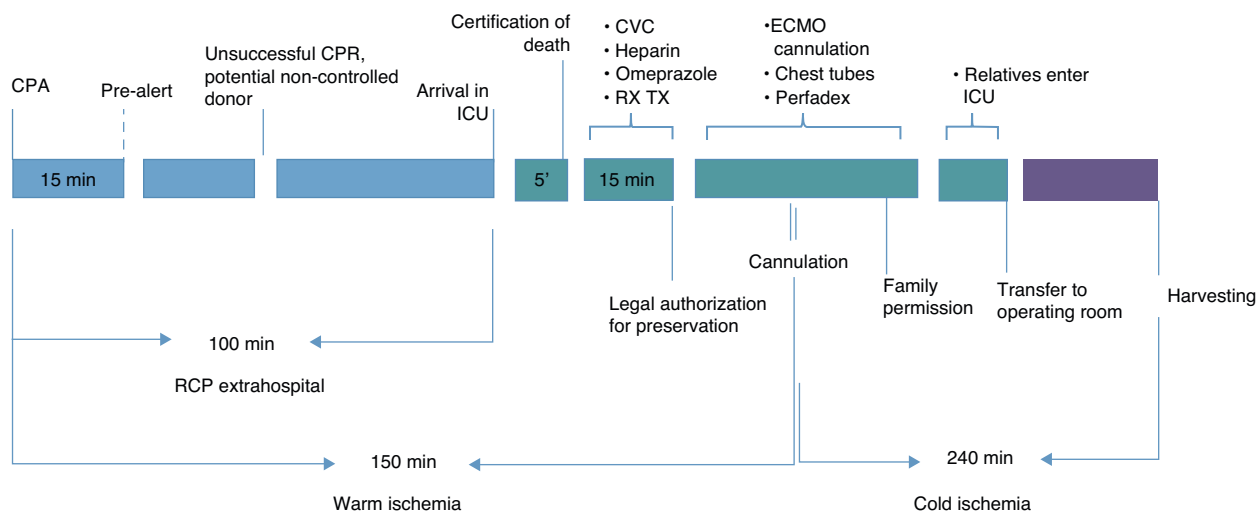 CPA
Pre-alert
Unsuccessful CPR,
potential non-controlled
donor
Arrival in
ICU
Certification of
death
• CVC
• Heparin
• Omeprazole
• RX TX
•ECMO
cannulation
• Chest tubes
• Perfadex
• Relatives enter
ICU
15 min
5’
15 min
Legal authorization
for preservation
Cannulation
Family
permission
Transfer to
operating room
Harvesting
100 min
RCP extrahospital
150 min
Warm ischemia
240 min
Cold ischemia